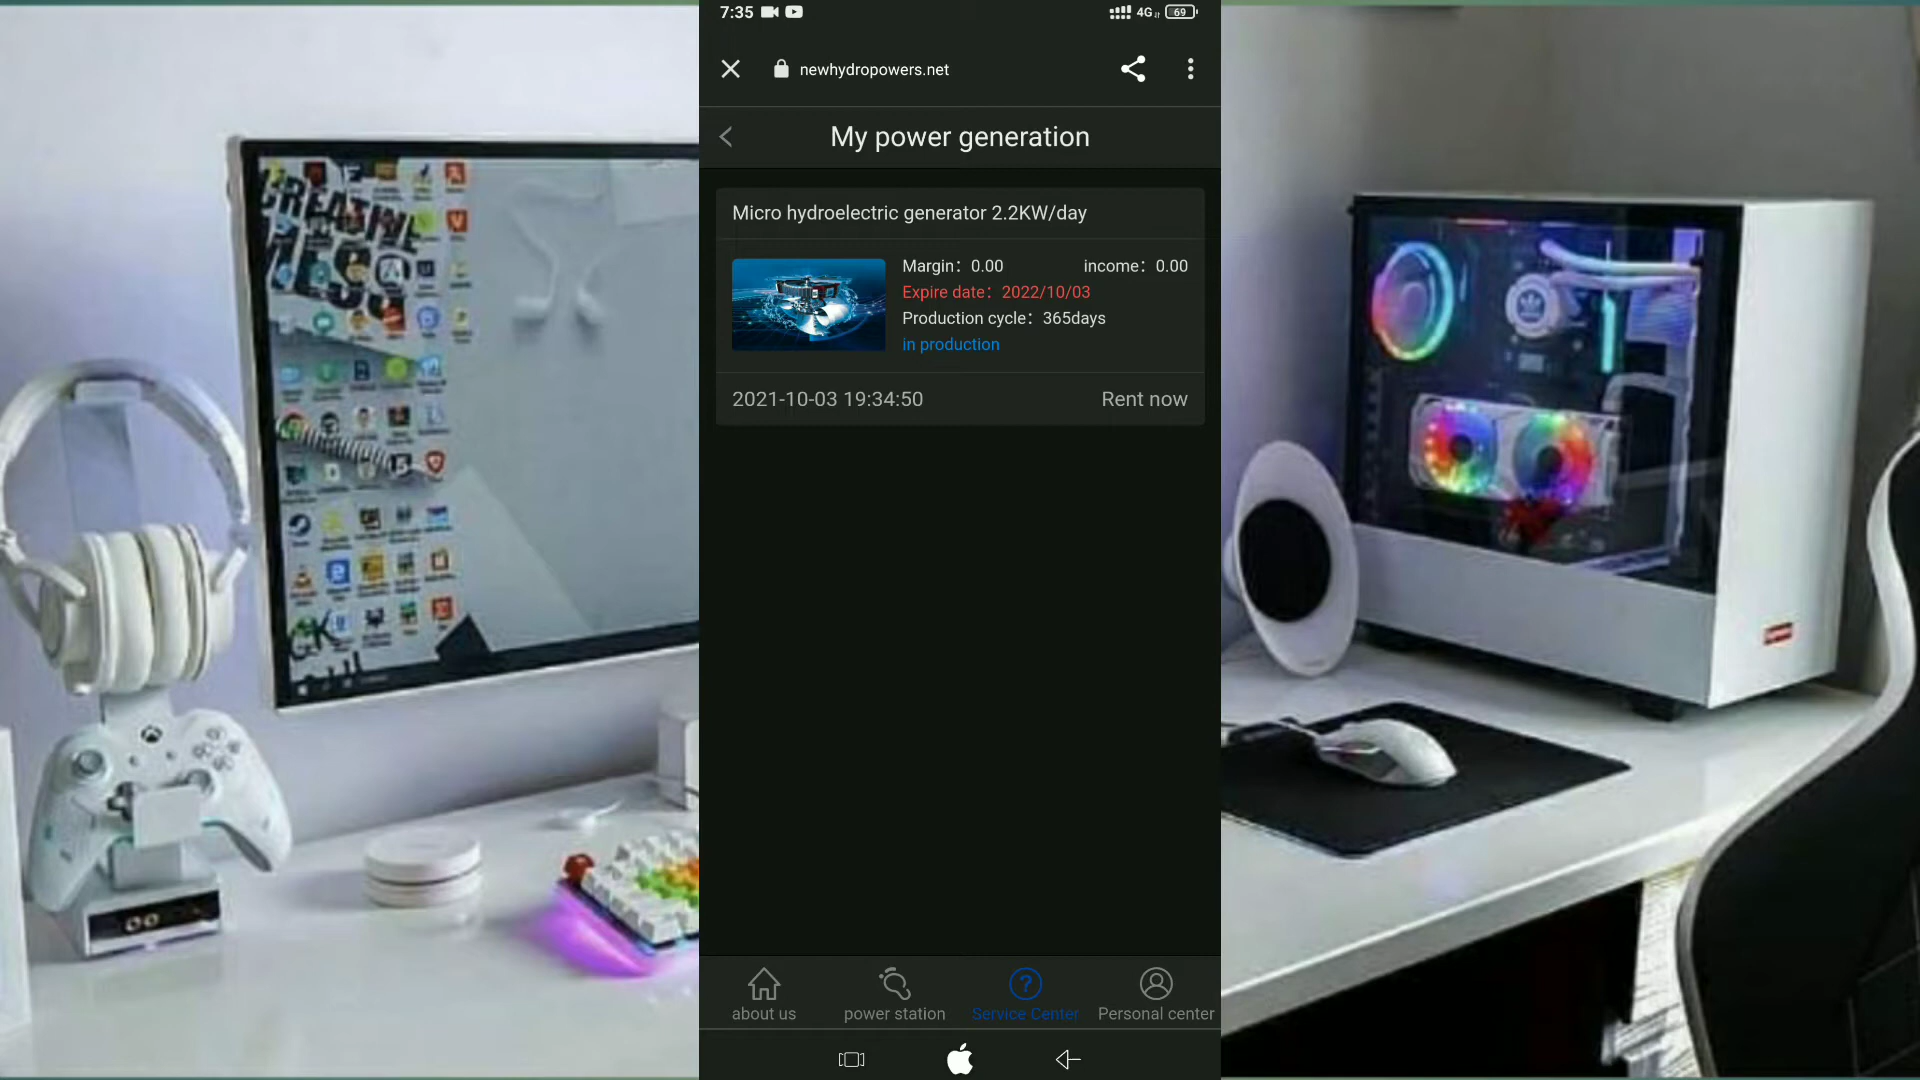 7:35
4G
69
newhydropowers.net
My power generation
Micro hydroelectric generator 2.2KW/day
Margin：0.00 income：0.00
Expire date：2022/10/03
Production cycle：365days
in production
2021-10-03 19:34:50 Rent now
about us
power station
Service Center
Personal center
CREATIVE